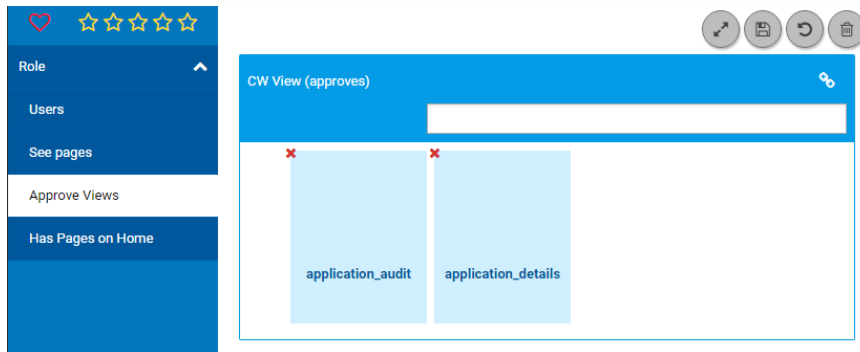 Role
Users
See pages
Approve Views
Has Pages on Home
CW View (approves)
application_audit
application_details